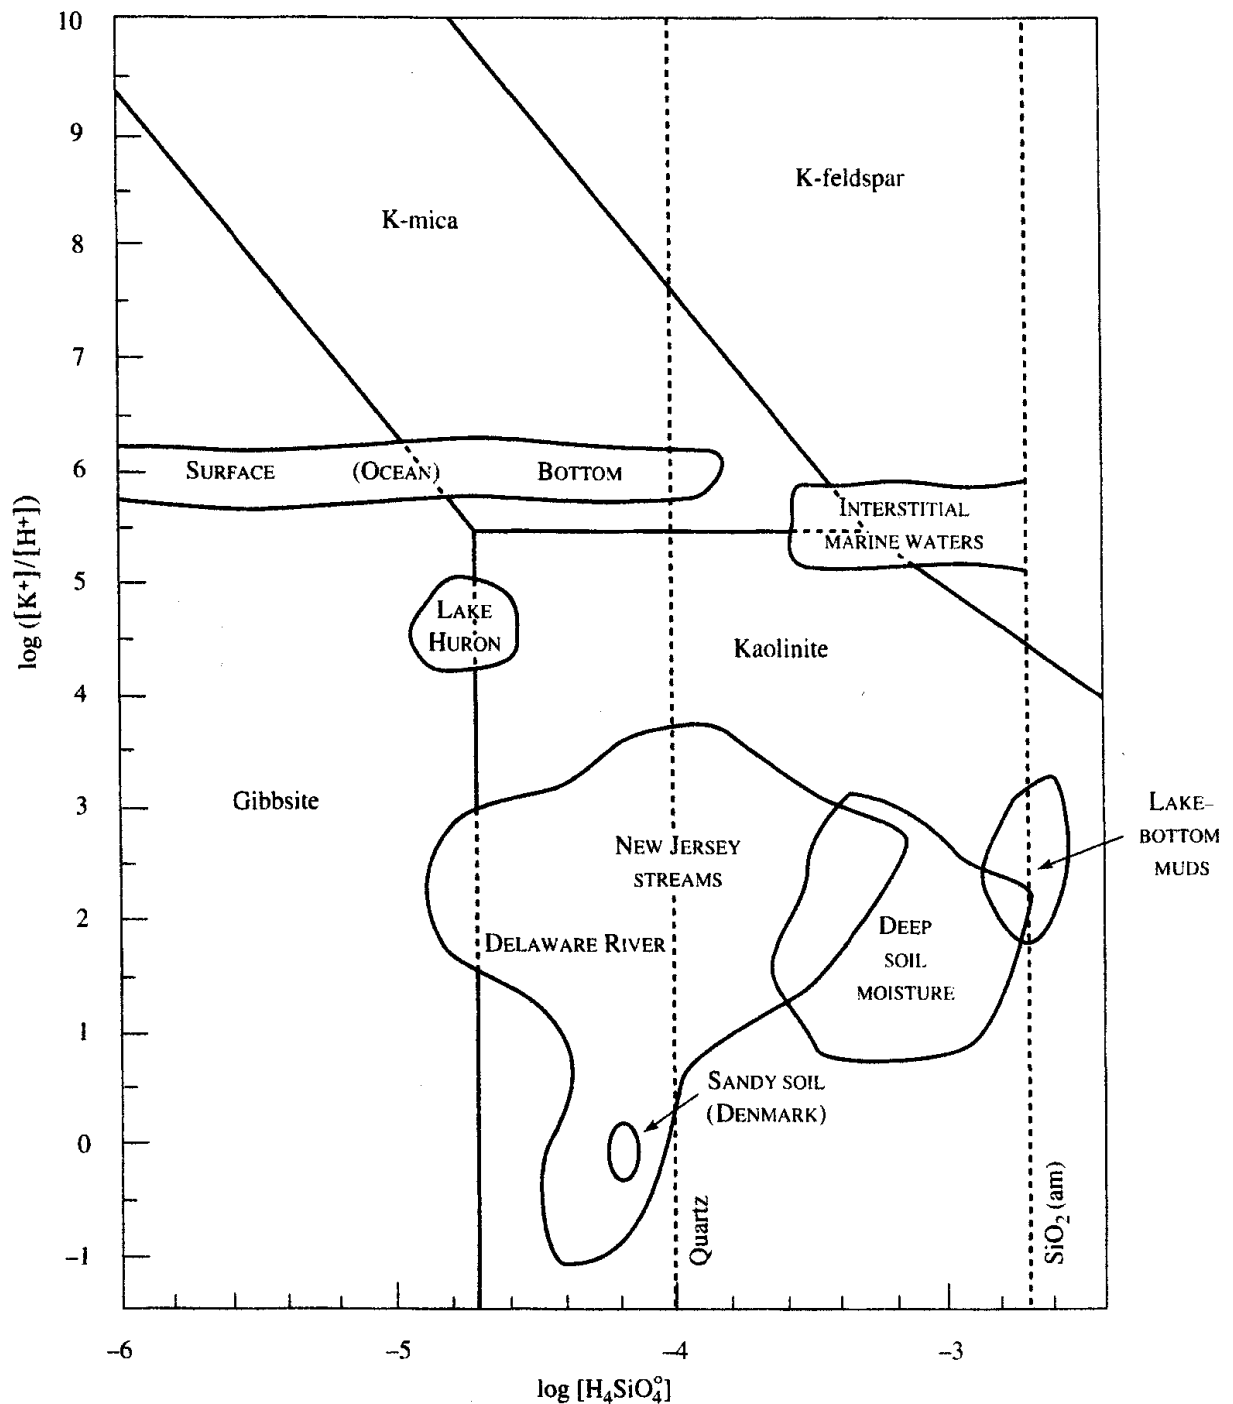 10
9
8
7
6
5
4
3
2
1
0
−1
log ([K+]/[H+])
K-mica
K-feldspar
SURFACE (OCEAN) BOTTOM
INTERSTITIAL
MARINE WATERS
LAKE
HURON
Kaolinite
Gibbsite
NEW JERSEY
STREAMS
DELAWARE RIVER
DEEP
SOIL
MOISTURE
LAKE–
BOTTOM
MUDS
SANDY SOIL
(DENMARK)
Quartz
SiO2 (am)
−6 −5 −4 −3
log [H4SiO4°]